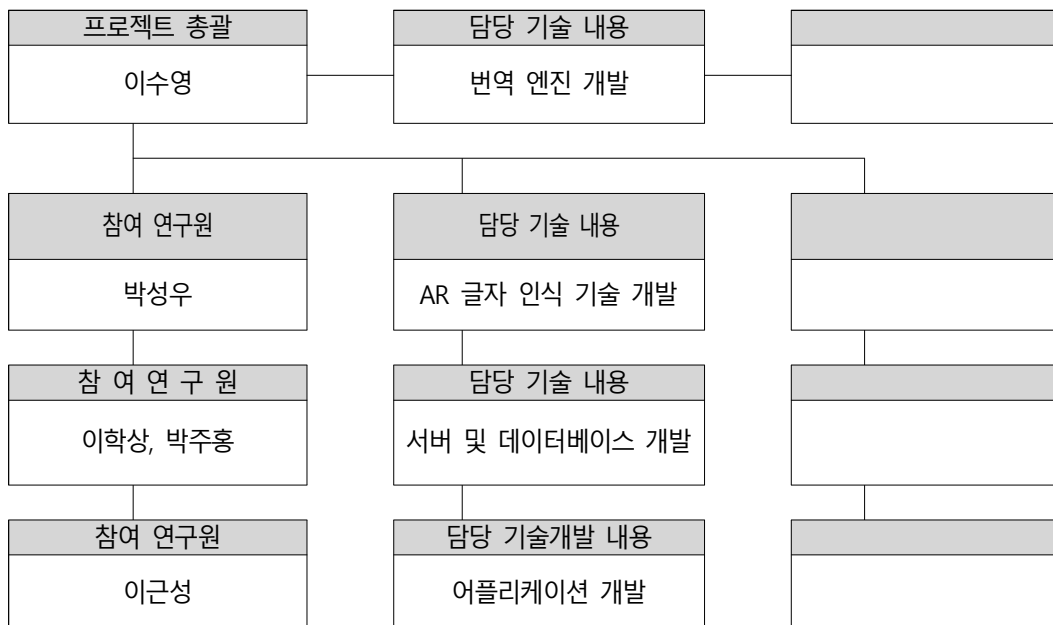 프로젝트 총괄
담당 기술 내용
이수영
번역 엔진 개발
참여 연구원
담당 기술 내용
박성우
AR 글자 인식 기술 개발
참 여 연 구 원
담당 기술 내용
이학상, 박주홍
서버 및 데이터베이스 개발
참여 연구원
담당 기술개발 내용
이근성
어플리케이션 개발